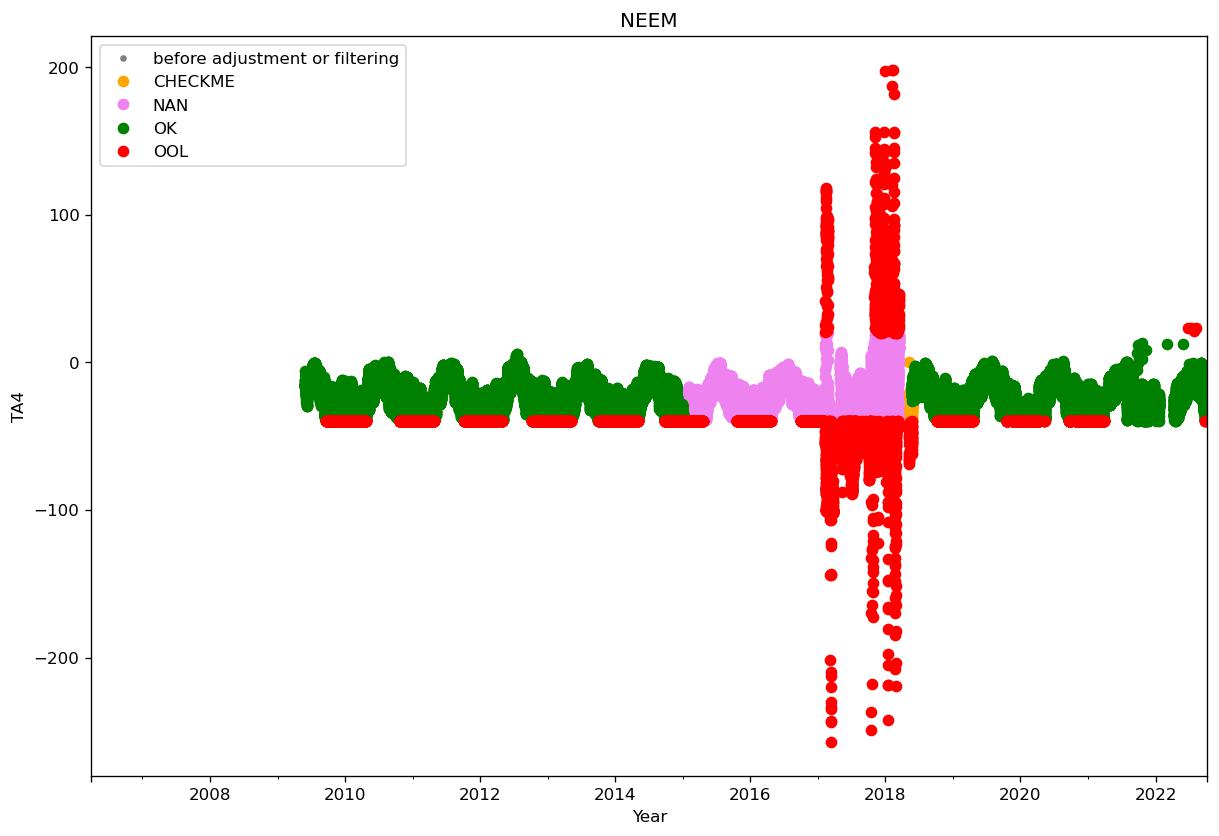 NEEM
before adjustment or filtering
CHECKME
NAN
OK
OOL
200
100
0
−100
−200
TA4
2008 2010 2012 2014 2016 2018 2020 2022
Year